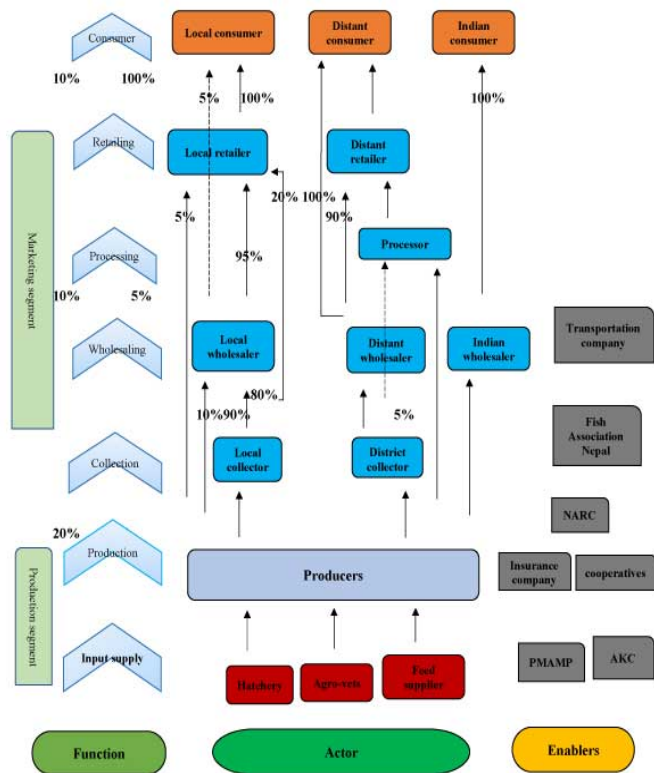 Consumer
Local consumer
Distant
consumer
Indian
consumer
10%
100%
5%
100%
100%
Retailing
Local retailer
Distant
retailer
5%
20%
100%
90%
Marketing segment
Processing
Processor
95%
10%
5%
Wholesaling
Local
wholesaler
Distant
wholesaler
Indian
wholesaler
Transportation
company
80%
10%
90%
5%
Fish
Association
Nepal
Collection
Local
collector
District
collector
NARC
20%
Production
Producers
Insurance
company
cooperatives
Production segment
Input supply
Hatchery
Agro-vets
Feed
supplier
PMAMP
AKC
Function
Actor
Enablers